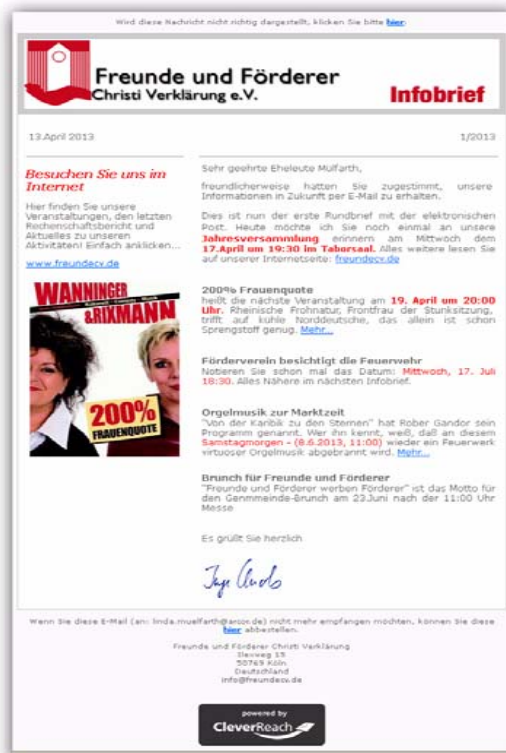 Wird diese Nachricht nicht richtig dargestellt, klicken Sie bitte hier.
Freunde und Förderer
Christi Verklärung e.V.
Infobrief
13.April 2013
1/2013
Besuchen Sie uns im
Internet
Hier finden Sie unsere
Veranstaltungen, den letzten
Rechenschaftsbericht und
Aktuelles zu unseren
Aktivitäten! Einfach anklicken...
www.freundecv.de
WANNINGER
&RIXMANN
200%
FRAUENQUOTE
Sehr geehrte Eheleute Mülfarth,
freundlicherweise hatten Sie zugestimmt, unsere
Informationen in Zukunft per E-Mail zu erhalten.
Dies ist nun der erste Rundbrief mit der elektronischen
Post. Heute möchte ich Sie noch einmal an unsere
Jahresversammlung erinnern am Mittwoch dem
17.April um 19:30 im Taborsaal. Alles weitere lesen Sie
auf unserer Internetseite: freundecv.de
200% Frauenquote
heißt die nächste Veranstaltung am 19. April um 20:00
Uhr. Rheinische Frohnatur, Frontfrau der Stunksitzung,
trifft auf kühle Norddeutsche, das allein ist schon
Sprengstoff genug. Mehr...
Förderverein besichtigt die Feuerwehr
Notieren Sie schon mal das Datum: Mittwoch, 17. Juli
18:30. Alles Nähere im nächsten Infobrief.
Orgelmusik zur Marktzeit
"Von der Karibik zu den Sternen" hat Rober Gandor sein
Programm genannt. Wer ihn kennt, weiß, daß an diesem
Samstagmorgen - (8.6.2013, 11:00) wieder ein Feuerwerk
virtuoser Orgelmusik abgebrannt wird. Mehr...
Brunch für Freunde und Förderer
"Freunde und Förderer werben Förderer" ist das Motto für
den Genmmeinde-Brunch am 23.Juni nach der 11:00 Uhr
Messe
Es grüßt Sie herzlich
Wenn Sie diese E-Mail (an: linda.muelfarth@arcor.de) nicht mehr empfangen möchten, können Sie diese
hier abbestellen.
Freunde und Förderer Christi Verklärung
Ilexweg 15
50769 Köln
Deutschland
info@freundecv.de
powered by
CleverReach